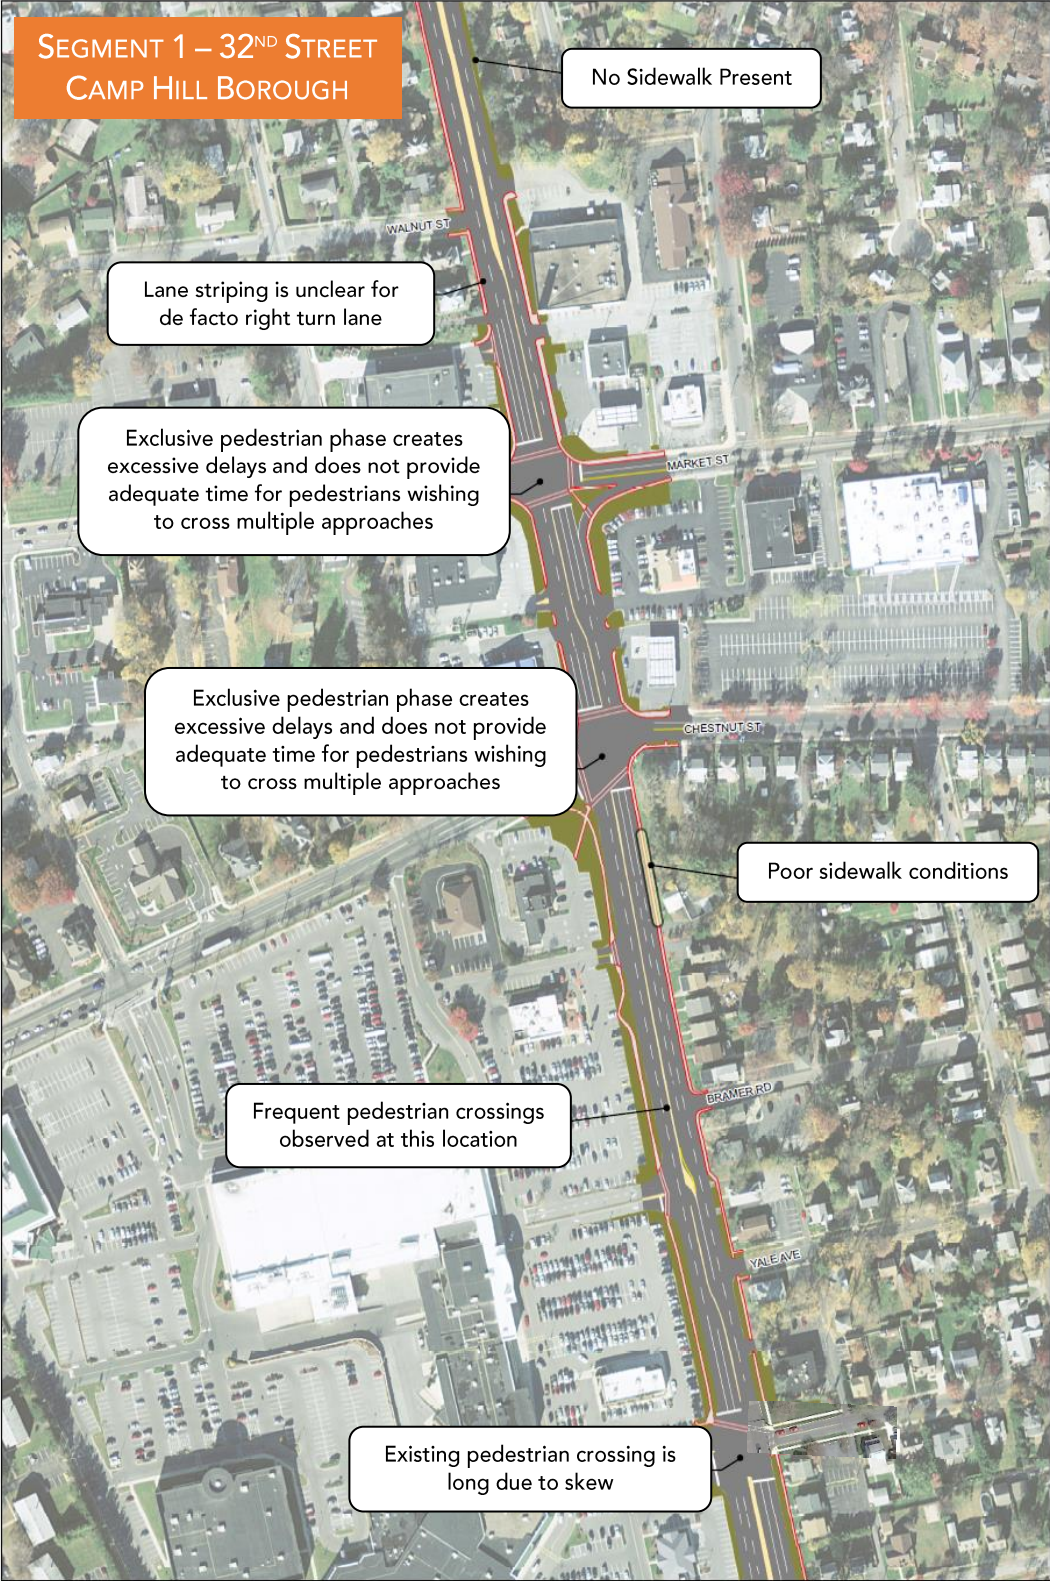 SEGMENT 1 – 32ND STREET
CAMP HILL BOROUGH
No Sidewalk Present
WALNUT ST
Lane striping is unclear for
de facto right turn lane
Exclusive pedestrian phase creates
excessive delays and does not provide
adequate time for pedestrians wishing
to cross multiple approaches
MARKET ST
Exclusive pedestrian phase creates
excessive delays and does not provide
adequate time for pedestrians wishing
to cross multiple approaches
CHESTNUT ST
Poor sidewalk conditions
BRAMER RD
Frequent pedestrian crossings
observed at this location
YALE AVE
Existing pedestrian crossing is
long due to skew